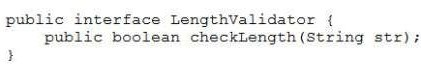 public interface LengthValidator {
    public boolean checkLength(String str);
}